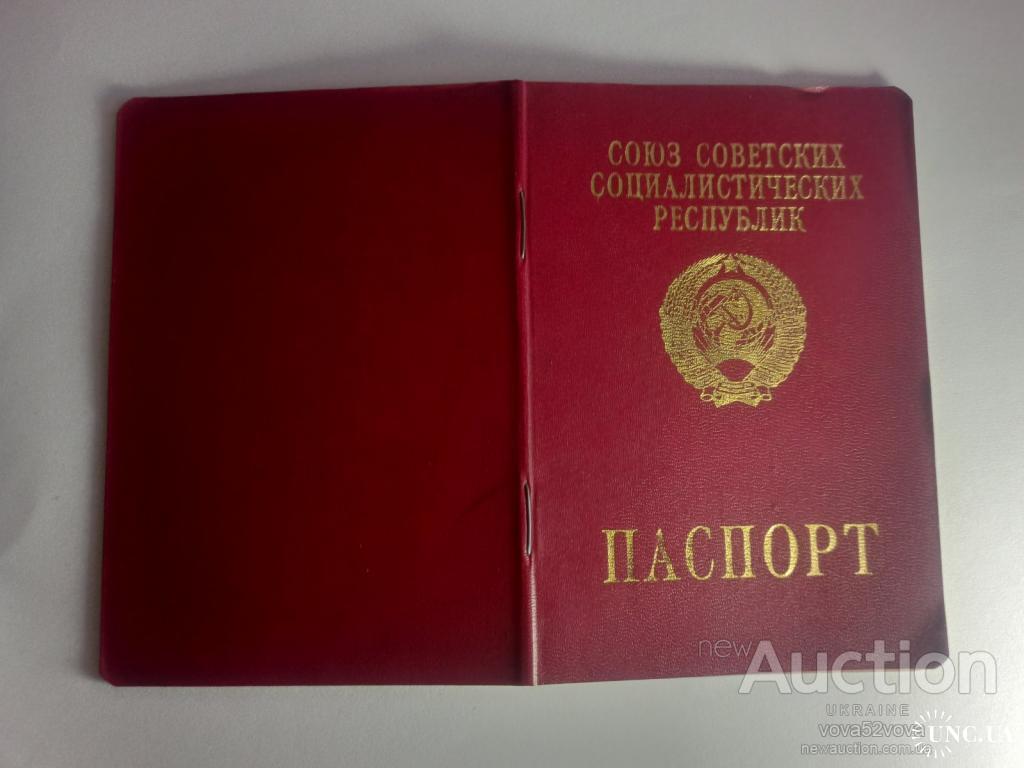 СОЮЗ СОВЕТСКИХ
СОЦИАЛИСТИЧЕСКИХ
РЕСПУБЛИК
ПАСПОРТ
new Auction
UKRAINE
vova52vova
newauction.com.ua
UNC.UA